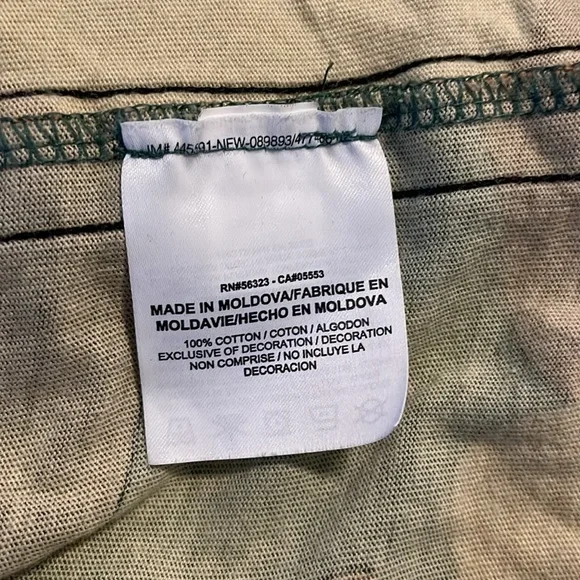 RN#56323 - CA#05553
MADE IN MOLDOVA/FABRIQUE EN
MOLDAVIE/HECHO EN MOLDOVA
100% COTTON / COTON / ALGODON
EXCLUSIVE OF DECORATION / DECORATION
NON COMPRISE / NO INCLUYE LA
DECORACION